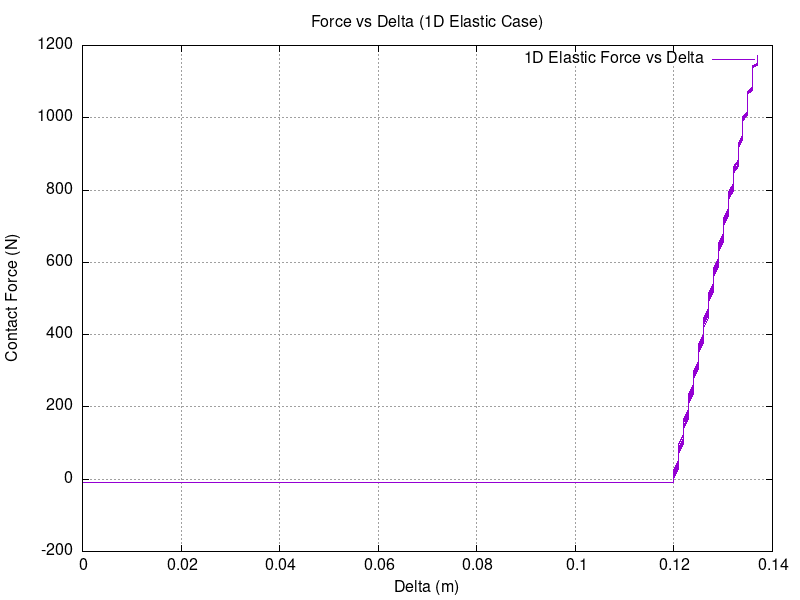 Force vs Delta (1D Elastic Case)
1200
1D Elastic Force vs Delta
1000
800
600
400
200
0
-200
Contact Force (N)
0 0.02 0.04 0.06 0.08 0.1 0.12 0.14
Delta (m)